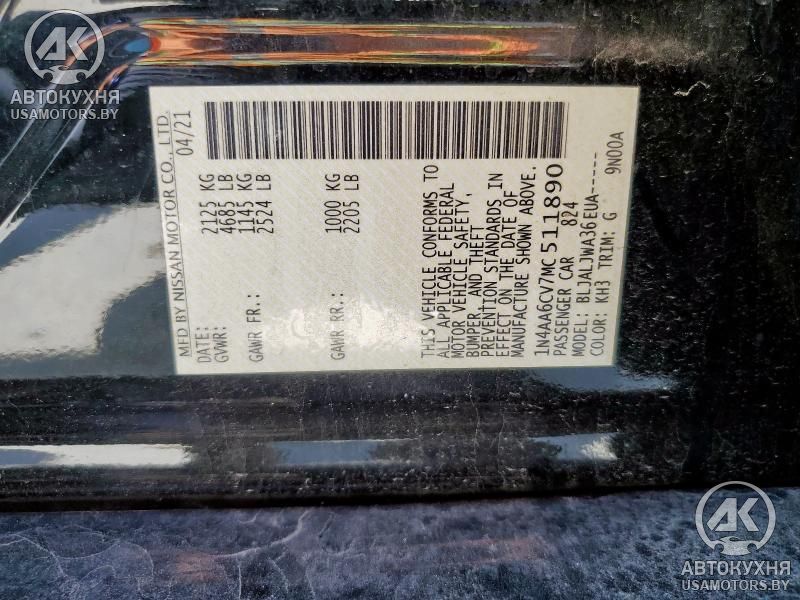 AK
АВТОКУХНЯ
USAMOTORS.BY
MFD BY NISSAN MOTOR CO., LTD.
DATE: 04/21
GVWR: 2125 KG
4685 LB
GAWR FR.: 1145 KG
2524 LB
GAWR RR.: 1000 KG
2205 LB
THIS VEHICLE CONFORMS TO
ALL APPLICABLE FEDERAL
MOTOR VEHICLE SAFETY,
BUMPER, AND THEFT
PREVENTION STANDARDS IN
EFFECT ON THE DATE OF
MANUFACTURE SHOWN ABOVE.
1N4AA6CV7MC511890
PASSENGER CAR 824
MODEL: BLJALJWA36EUA-----
COLOR: KH3 TRIM: G 9N00A
AK
АВТОКУХНЯ
USAMOTORS.BY